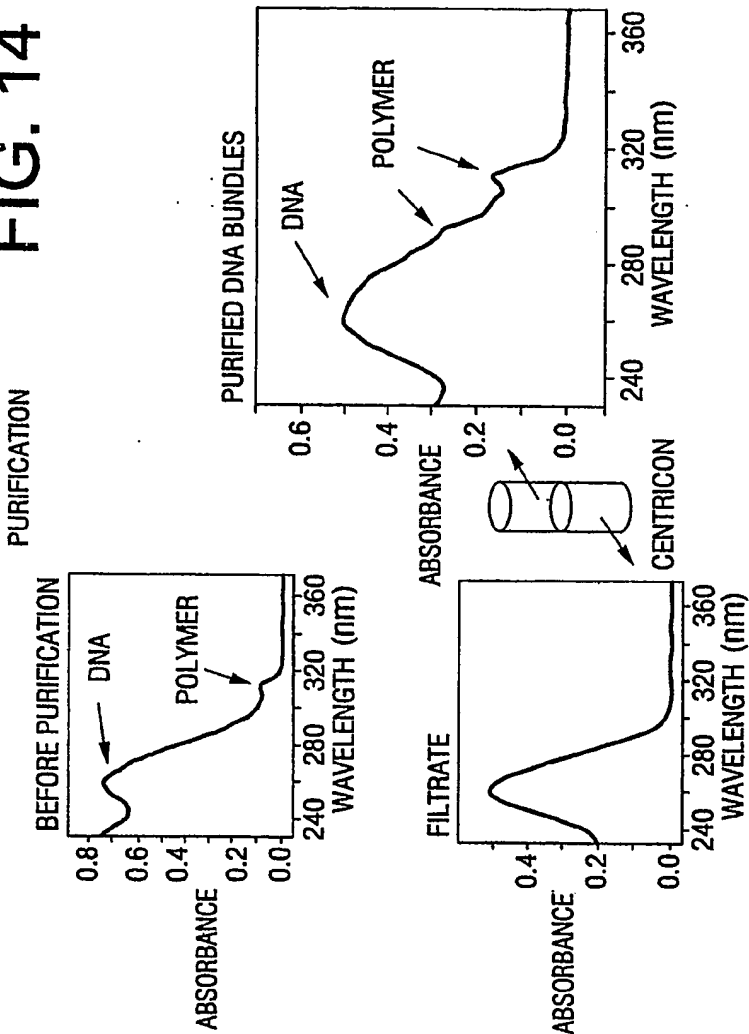 FIG. 14
PURIFICATION
BEFORE PURIFICATION
DNA
POLYMER
ABSORBANCE
0.8
0.6
0.4
0.2
0.0
240 280 320 360
WAVELENGTH (nm)
PURIFIED DNA BUNDLES
DNA
POLYMER
ABSORBANCE
0.6
0.4
0.2
0.0
240 280 320 360
WAVELENGTH (nm)
FILTRATE
ABSORBANCE
0.4
0.2
0.0
240 280 320 360
WAVELENGTH (nm)
CENTRICON